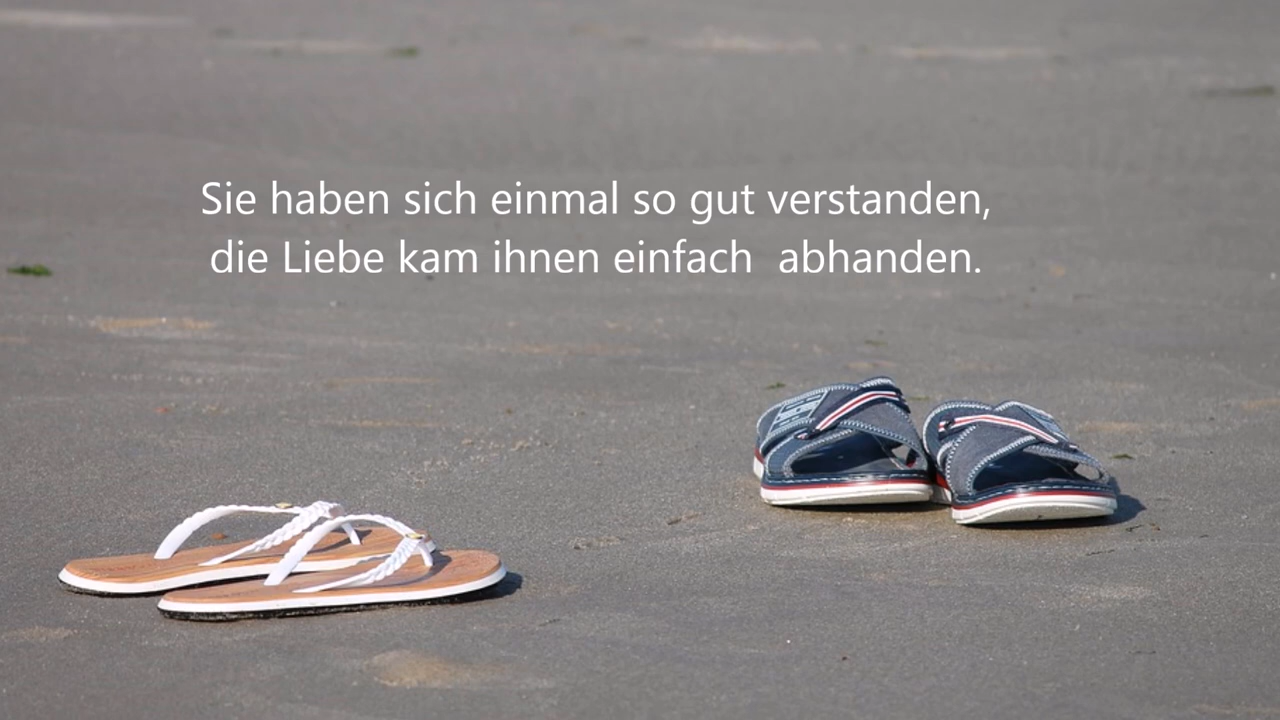 Sie haben sich einmal so gut verstanden,
die Liebe kam ihnen einfach  abhanden.